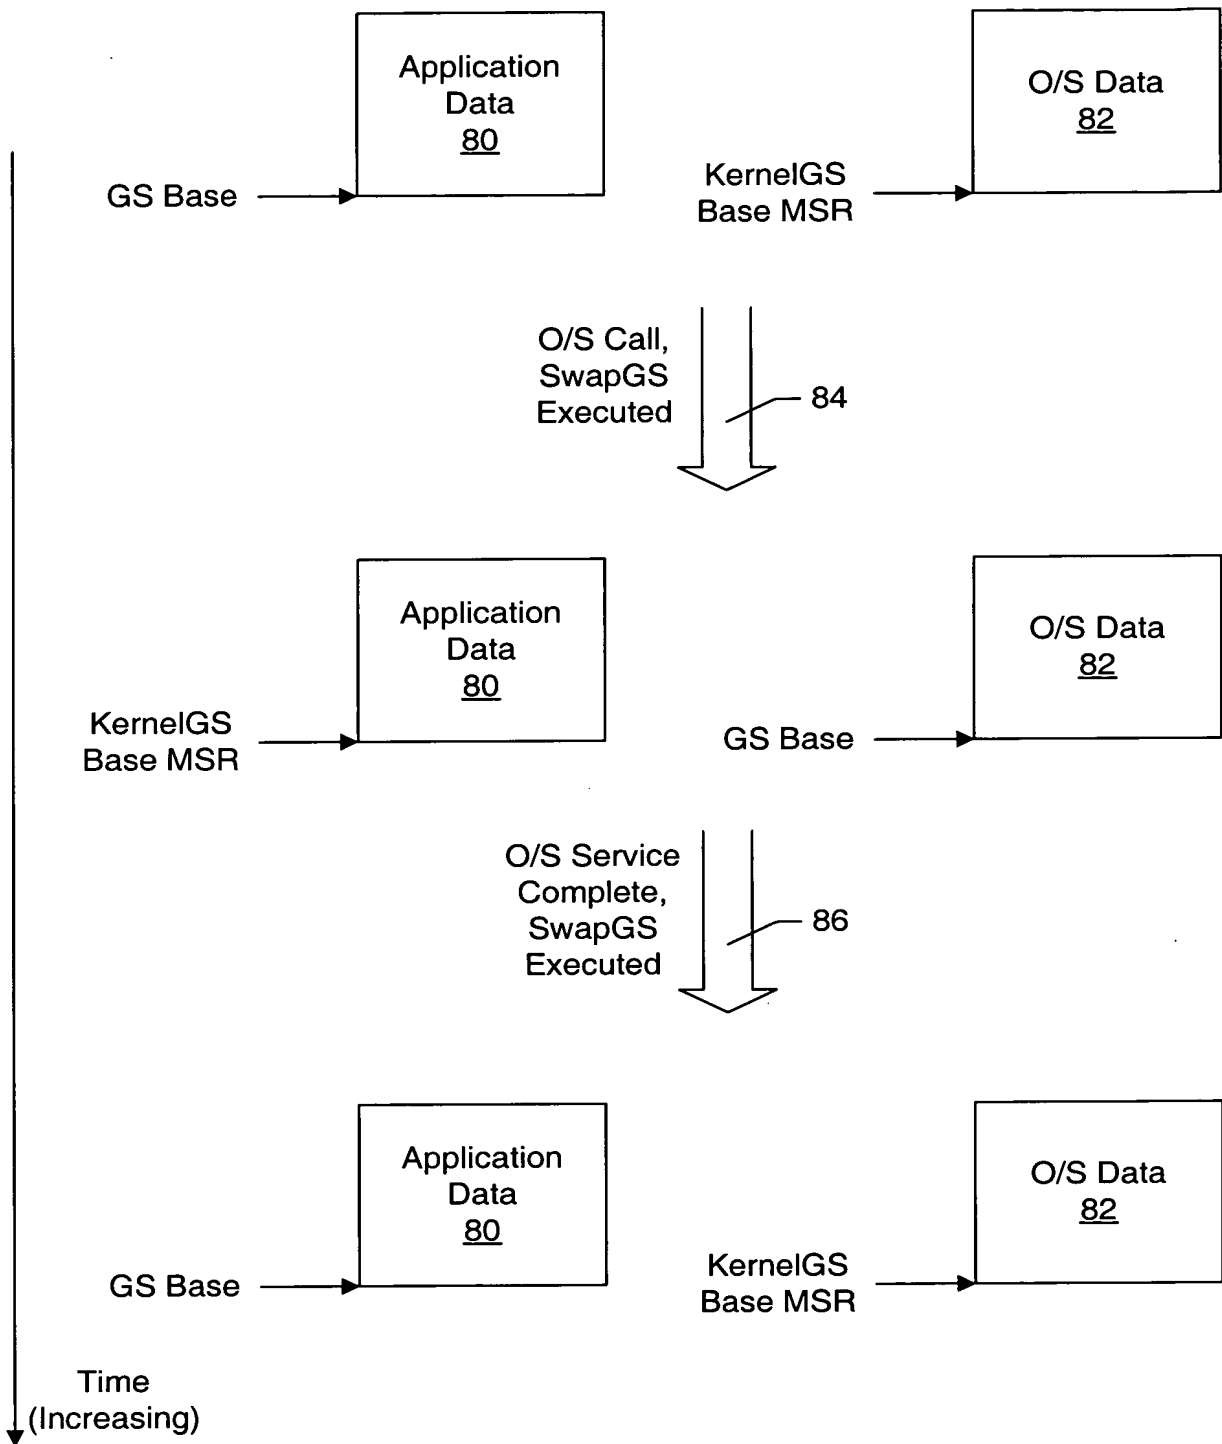 Application
Data
80
O/S Data
82
GS Base
KernelGS
Base MSR
O/S Call,
SwapGS
Executed
84
Application
Data
80
O/S Data
82
KernelGS
Base MSR
GS Base
O/S Service
Complete,
SwapGS
Executed
86
Application
Data
80
O/S Data
82
GS Base
KernelGS
Base MSR
Time
(Increasing)